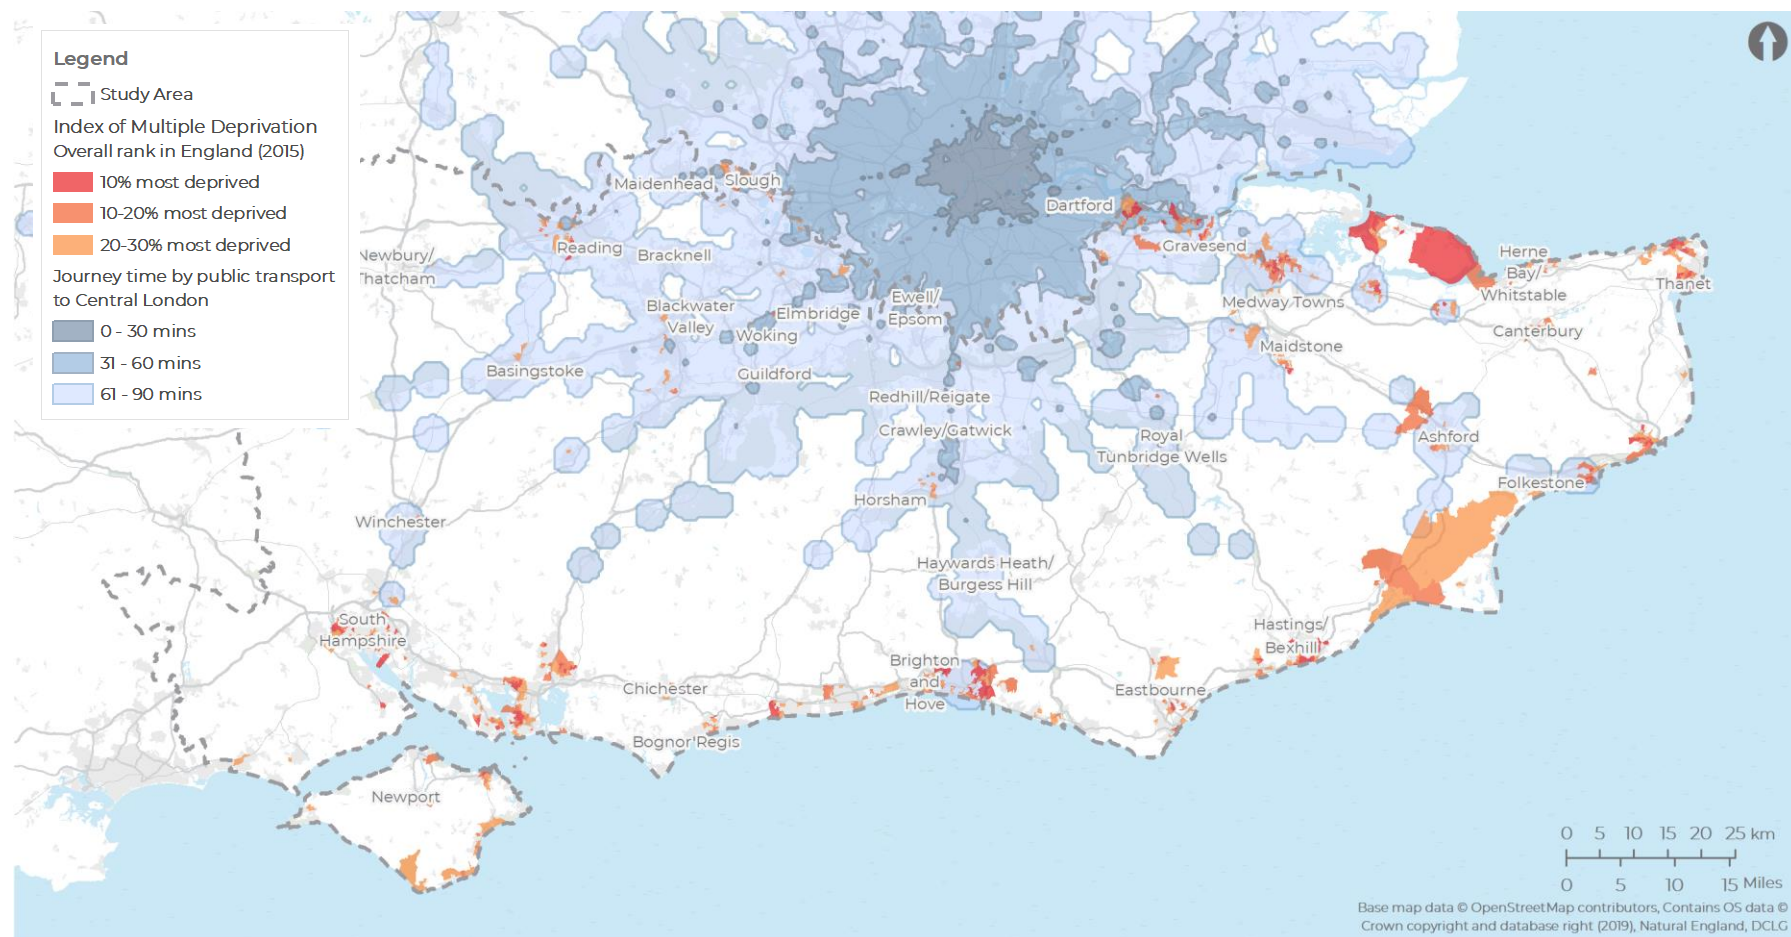 Legend
Study Area
Index of Multiple Deprivation
Overall rank in England (2015)
10% most deprived
10-20% most deprived
20-30% most deprived
Journey time by public transport
to Central London
0 - 30 mins
31 - 60 mins
61 - 90 mins
Maidenhead
Slough
Dartford
Newbury/
Thatcham
Reading
Bracknell
Gravesend
Herne
Bay/
Whitstable
Thanet
Blackwater
Valley
Elmbridge
Ewell/
Epsom
Medway Towns
Woking
Canterbury
Maidstone
Basingstoke
Guildford
Redhill/Reigate
Crawley/Gatwick
Royal
Tunbridge Wells
Ashford
Horsham
Folkestone
Winchester
Haywards Heath/
Burgess Hill
South
Hampshire
Hastings/
Bexhill
Brighton
and
Hove
Chichester
Eastbourne
Bognor Regis
Newport
0 5 10 15 20 25 km
0 5 10 15 Miles
Base map data © OpenStreetMap contributors, Contains OS data ©
Crown copyright and database right (2019), Natural England, DCLG